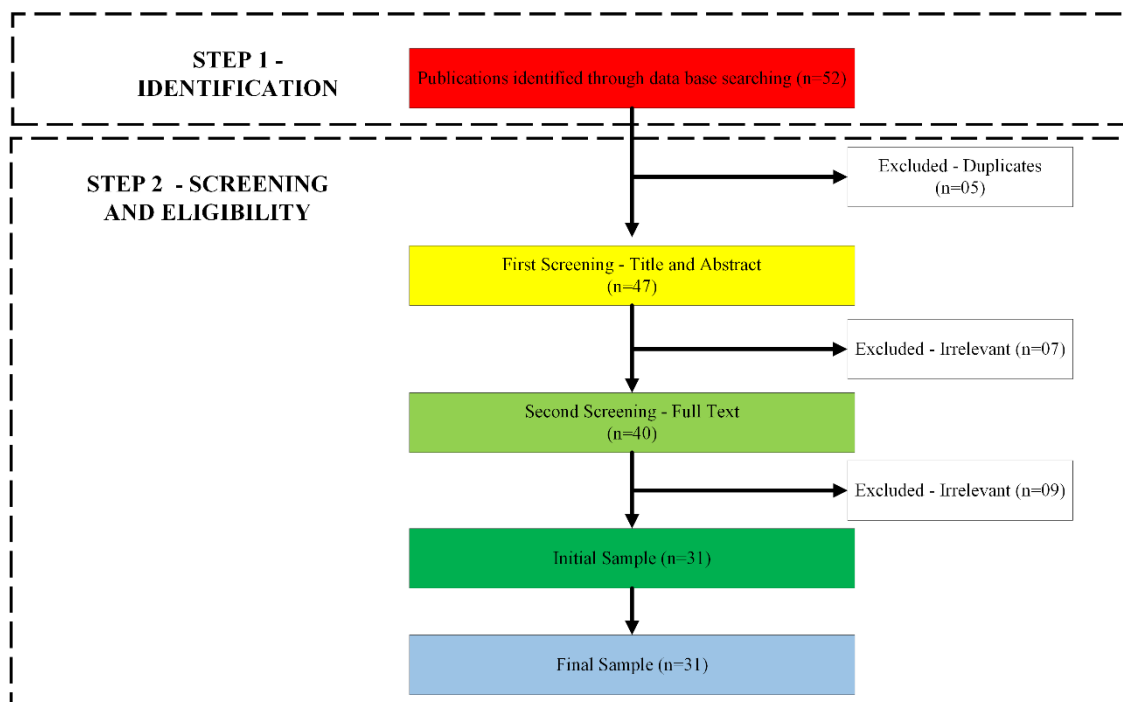 STEP 1 -
IDENTIFICATION
Publications identified through data base searching (n=52)
STEP 2 - SCREENING
AND ELIGIBILITY
Excluded - Duplicates
(n=05)
First Screening - Title and Abstract
(n=47)
Excluded - Irrelevant (n=07)
Second Screening - Full Text
(n=40)
Excluded - Irrelevant (n=09)
Initial Sample (n=31)
Final Sample (n=31)